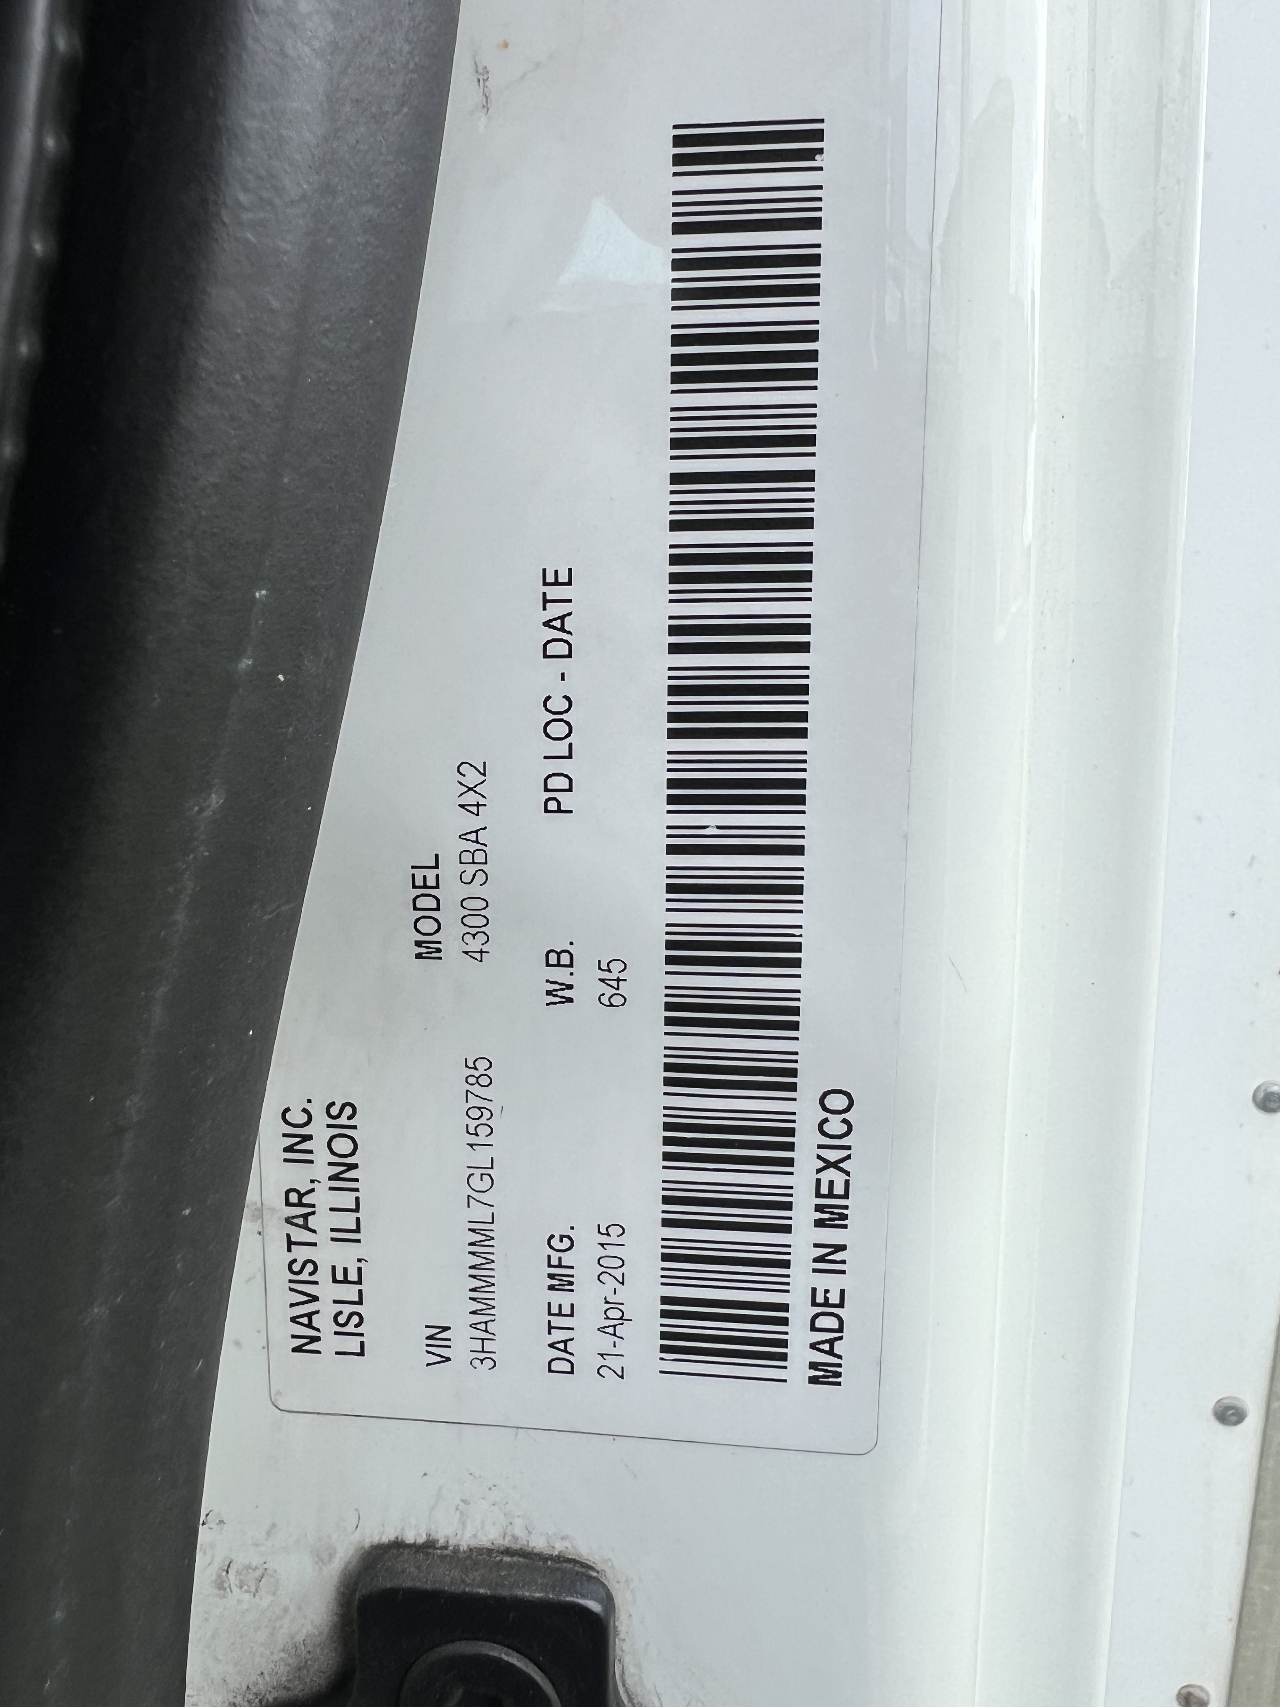 NAVISTAR, INC.
LISLE, ILLINOIS
VIN MODEL
3HAMMMML7GL159785 4300 SBA 4X2
DATE MFG. W.B. PD LOC - DATE
21-Apr-2015 645
MADE IN MEXICO